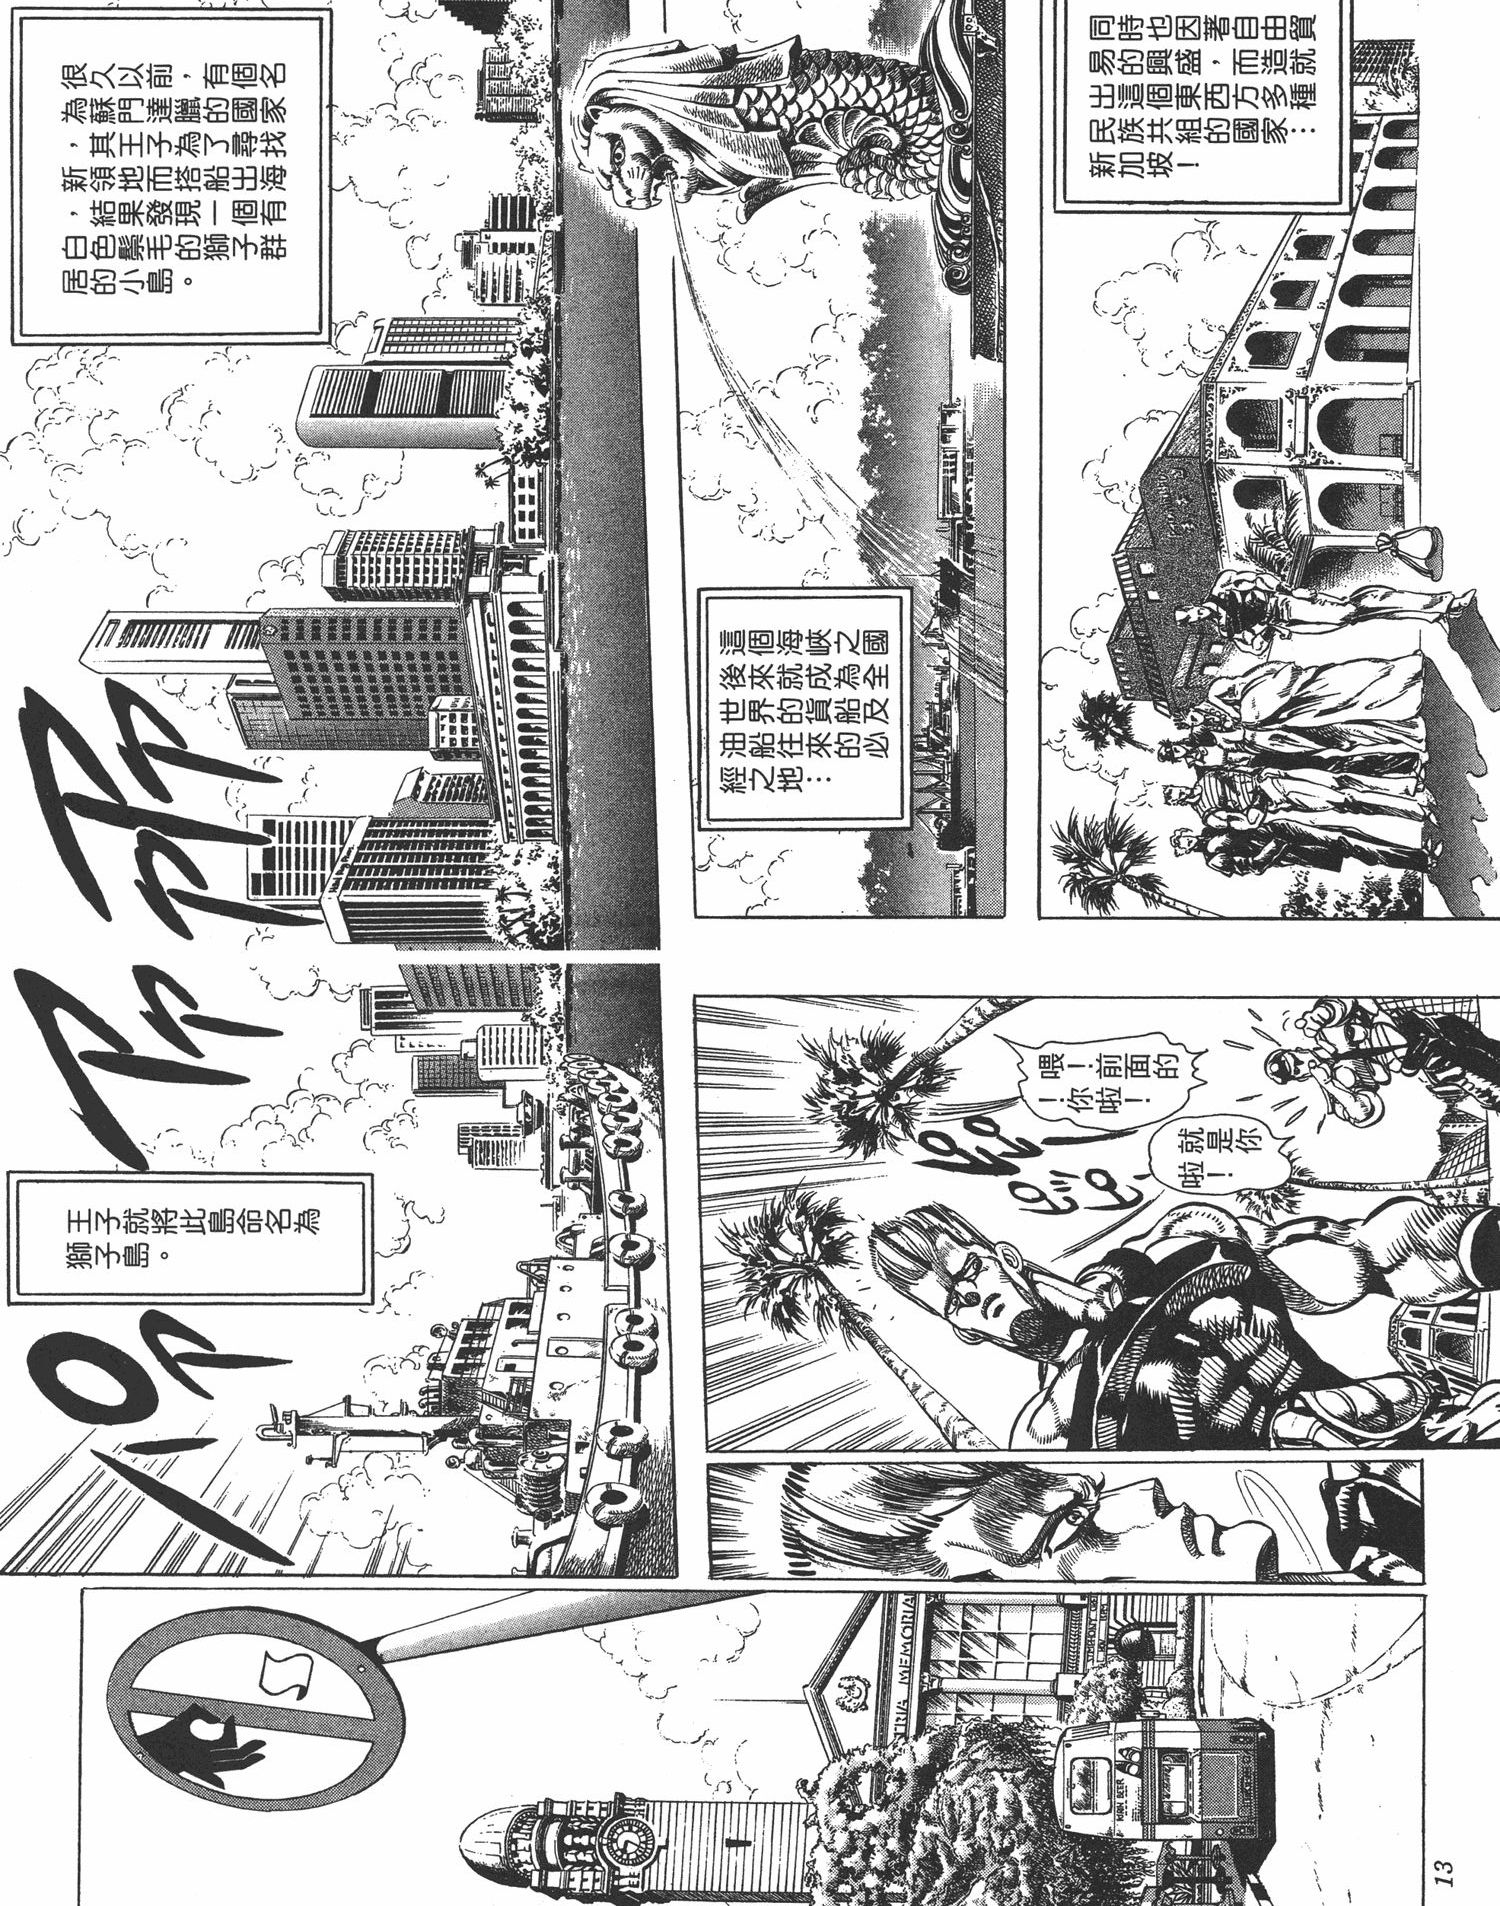 很久以前，有個名
為蘇門達臘的國家
，其王子為了尋找
新領地而搭船出海
，結果發現一個有
白色鬃毛的獅子群
居的小島。
王子就將此島命名為
獅子島。
這個海峽之國
後來就成為全
世界的貨船及
油船往來的必
經之地…
同時也因著自由貿
易的興盛，而造就
出這個東西方多種
民族共組的國家…
新加坡！
喂！前面的
！你啦！
就是你
啦！
TRIA MEMORIA
13